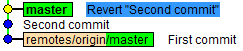 master Revert "Second commit"
Second commit
remotes/origin/master First commit